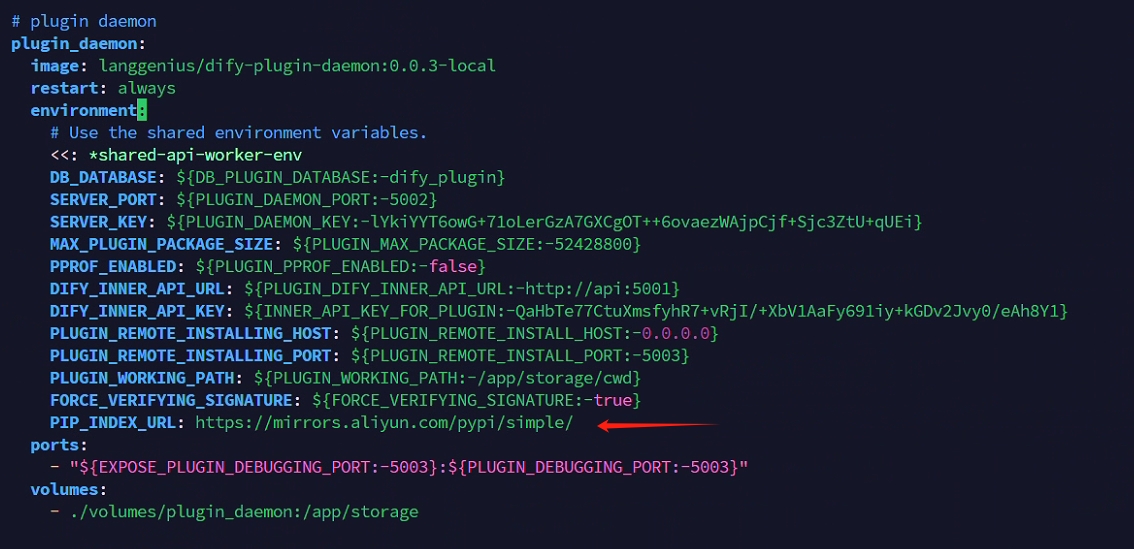 # plugin daemon
plugin_daemon:
image: langgenius/dify-plugin-daemon:0.0.3-local
restart: always
environment:
# Use the shared environment variables.
<<: *shared-api-worker-env
DB_DATABASE: ${DB_PLUGIN_DATABASE:-dify_plugin}
SERVER_PORT: ${PLUGIN_DAEMON_PORT:-5002}
SERVER_KEY: ${PLUGIN_DAEMON_KEY:-lYkiYYT6owG+71oLerGzA7GXCgOT++6ovaezWAjpCjf+Sjc3ZtU+qUEi}
MAX_PLUGIN_PACKAGE_SIZE: ${PLUGIN_MAX_PACKAGE_SIZE:-52428800}
PPROF_ENABLED: ${PLUGIN_PPROF_ENABLED:-false}
DIFY_INNER_API_URL: ${PLUGIN_DIFY_INNER_API_URL:-http://api:5001}
DIFY_INNER_API_KEY: ${INNER_API_KEY_FOR_PLUGIN:-QaHbTe77CtuXmsfyhR7+vRjI/+XbV1AaFy691iy+kGDv2Jvy0/eAh8Y1}
PLUGIN_REMOTE_INSTALLING_HOST: ${PLUGIN_REMOTE_INSTALL_HOST:-0.0.0.0}
PLUGIN_REMOTE_INSTALLING_PORT: ${PLUGIN_REMOTE_INSTALL_PORT:-5003}
PLUGIN_WORKING_PATH: ${PLUGIN_WORKING_PATH:-/app/storage/cwd}
FORCE_VERIFYING_SIGNATURE: ${FORCE_VERIFYING_SIGNATURE:-true}
PIP_INDEX_URL: https://mirrors.aliyun.com/pypi/simple/
ports:
- "${EXPOSE_PLUGIN_DEBUGGING_PORT:-5003}:${PLUGIN_DEBUGGING_PORT:-5003}"
volumes:
- ./volumes/plugin_daemon:/app/storage